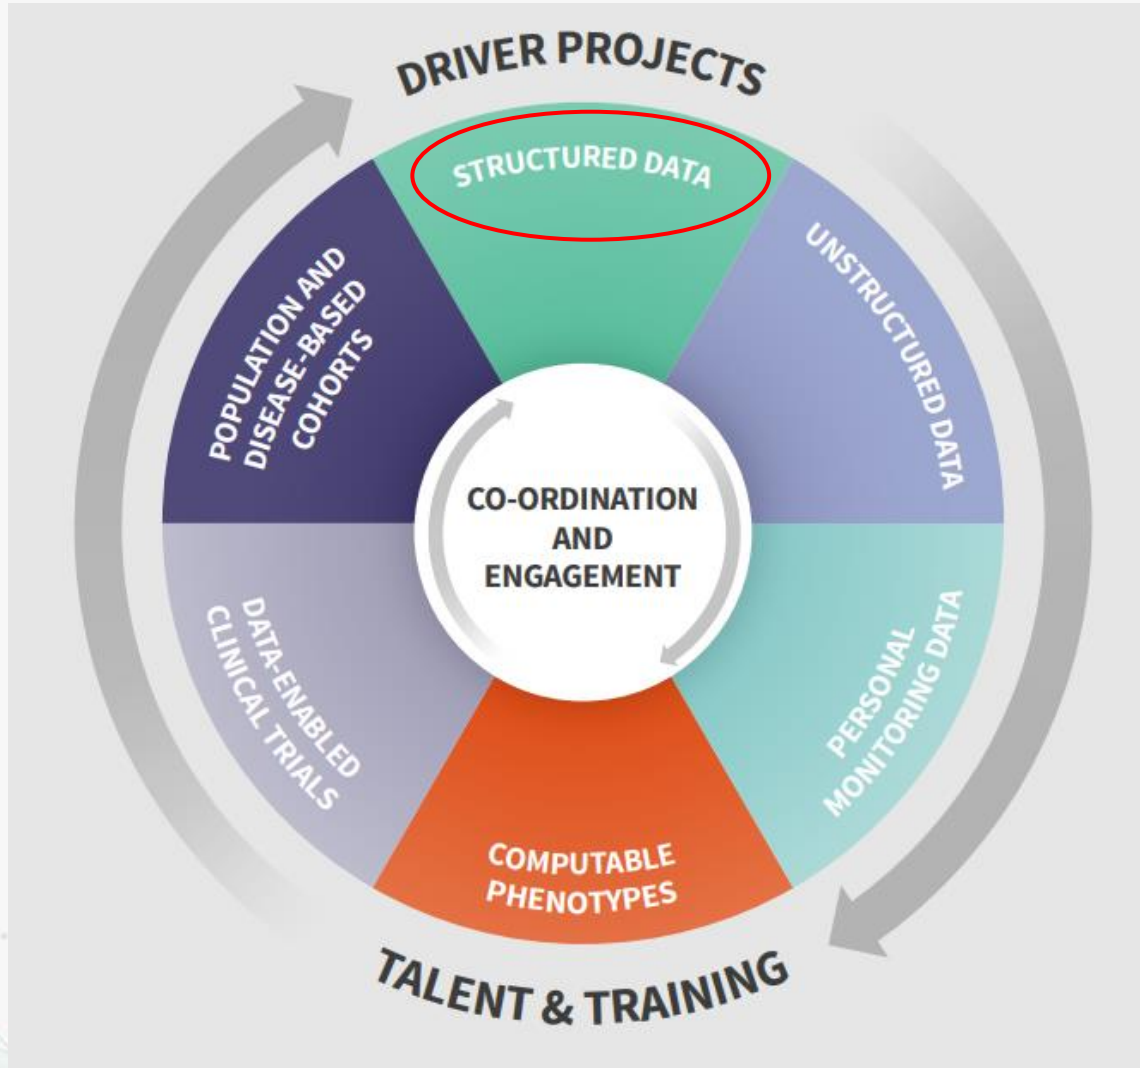 DRIVER PROJECTS
STRUCTURED DATA
UNSTRUCTURED DATA
PERSONAL
MONITORING DATA
COMPUTABLE
PHENOTYPES
DATA-ENABLED
CLINICAL TRIALS
POPULATION AND
DISEASE-BASED
COHORTS
CO-ORDINATION
AND
ENGAGEMENT
TALENT & TRAINING